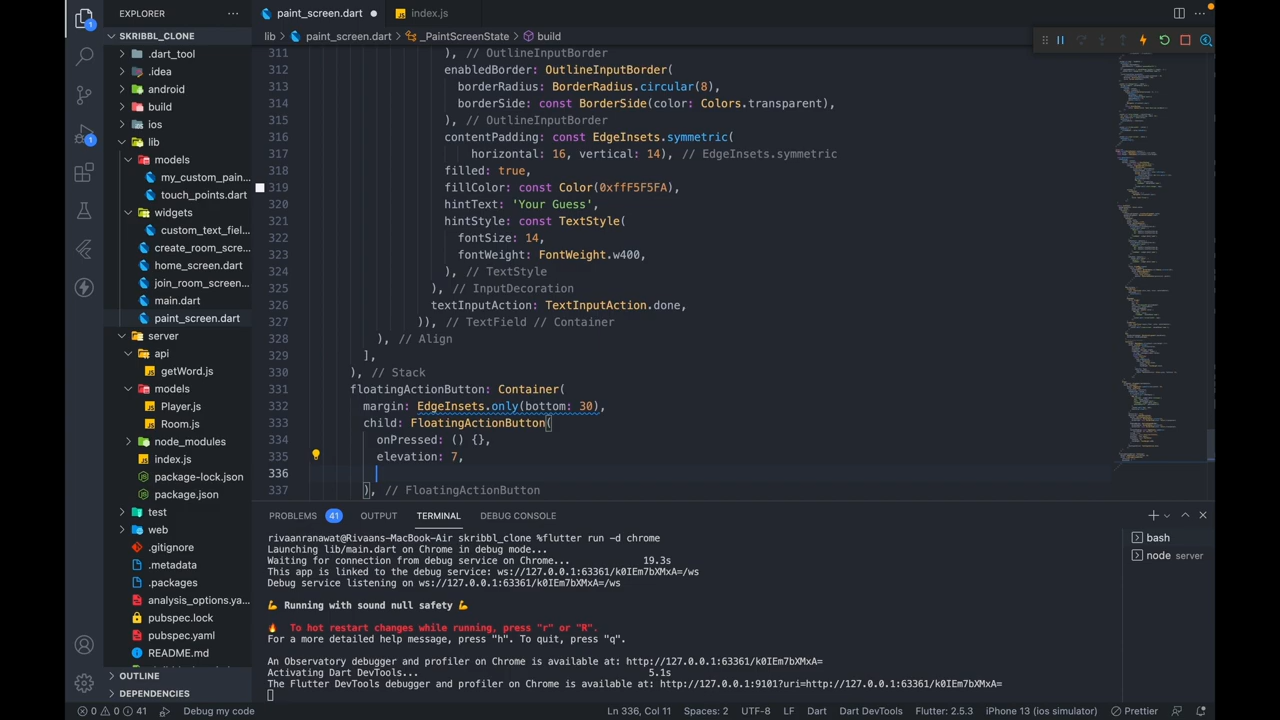 EXPLORER
paint_screen.dart
index.js
SKRIBBL_CLONE
lib > paint_screen.dart > _PaintScreenState > build
.dart_tool
.idea
android
build
ios
lib
models
my_custom_pain...
touch_points.dart
widgets
custom_text_fiel...
create_room_scre...
home_screen.dart
join_room_screen...
main.dart
paint_screen.dart
server
api
getWord.js
models
Player.js
Room.js
node_modules
index.js
package-lock.json
package.json
test
web
.gitignore
.metadata
.packages
analysis_options.ya...
pubspec.lock
pubspec.yaml
README.md
OUTLINE
DEPENDENCIES
311 ), // OutlineInputBorder
312 enabledBorder: OutlineInputBorder(
313 borderRadius: BorderRadius.circular(8),
314 borderSide: const BorderSide(color: Colors.transparent),
315 ), // OutlineInputBorder
316 contentPadding: const EdgeInsets.symmetric(
317 horizontal: 16, vertical: 14), // EdgeInsets.symmetric
318 filled: true,
319 fillColor: const Color(0xffF5F5FA),
320 hintText: 'Your Guess',
321 hintStyle: const TextStyle(
322 fontSize: 14,
323 fontWeight: FontWeight.w400,
324 ), // TextStyle
325 ), // InputDecoration
326 textInputAction: TextInputAction.done,
327 )), // TextField // Container
328 ), // Align
329 ],
330 ), // Stack
331 floatingActionButton: Container(
332 margin: EdgeInsets.only(bottom: 30),
333 child: FloatingActionButton(
334 onPressed: () {},
335 elevation: 7,
336
337 ), // FloatingActionButton
PROBLEMS 41 OUTPUT TERMINAL DEBUG CONSOLE
rivaanranawat@Rivaans-MacBook-Air skribbl_clone %flutter run -d chrome
Launching lib/main.dart on Chrome in debug mode...
Waiting for connection from debug service on Chrome... 19.3s
This app is linked to the debug service: ws://127.0.0.1:63361/k0IEm7bXMxA=/ws
Debug service listening on ws://127.0.0.1:63361/k0IEm7bXMxA=/ws
💪 Running with sound null safety 💪
🔥 To hot restart changes while running, press "r" or "R".
For a more detailed help message, press "h". To quit, press "q".
An Observatory debugger and profiler on Chrome is available at: http://127.0.0.1:63361/k0IEm7bXMxA=
Activating Dart DevTools... 5.1s
The Flutter DevTools debugger and profiler on Chrome is available at: http://127.0.0.1:9101?uri=http://127.0.0.1:63361/k0IEm7bXMxA=
bash
node server
0 0 41 Debug my code
Ln 336, Col 11 Spaces: 2 UTF-8 LF Dart Dart DevTools Flutter: 2.5.3 iPhone 13 (ios simulator) Prettier